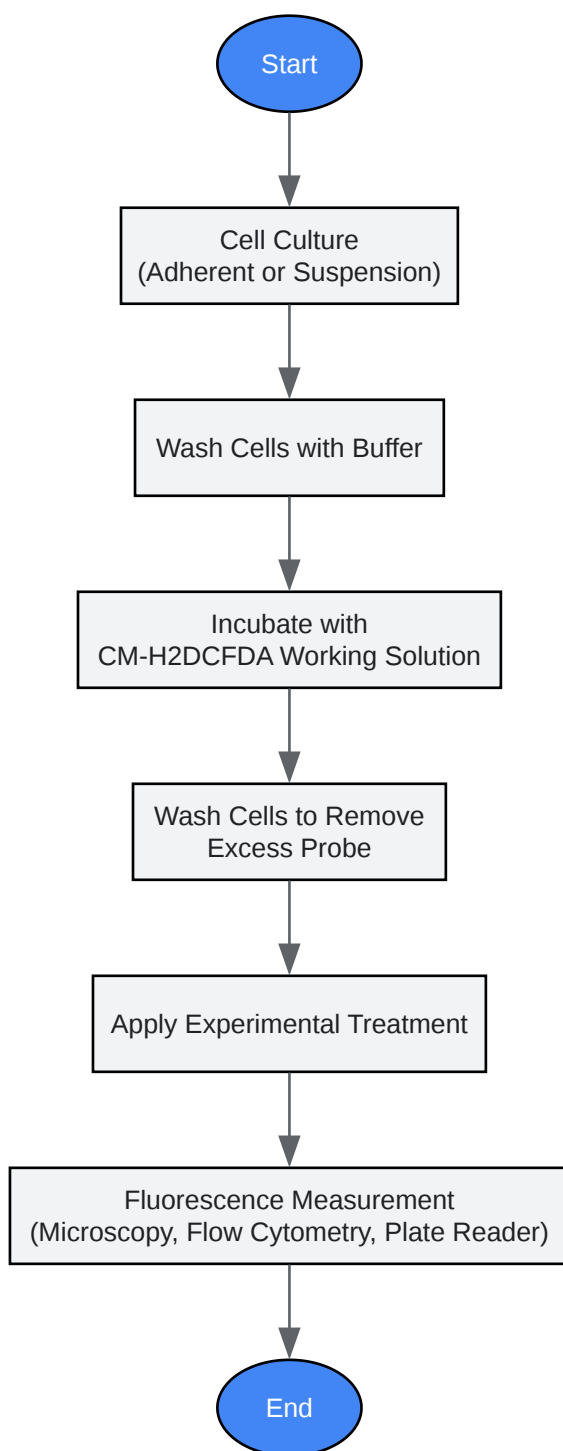 Start
Cell Culture
(Adherent or Suspension)
Wash Cells with Buffer
Incubate with
CM-H2DCFDA Working Solution
Wash Cells to Remove
Excess Probe
Apply Experimental Treatment
Fluorescence Measurement
(Microscopy, Flow Cytometry, Plate Reader)
End